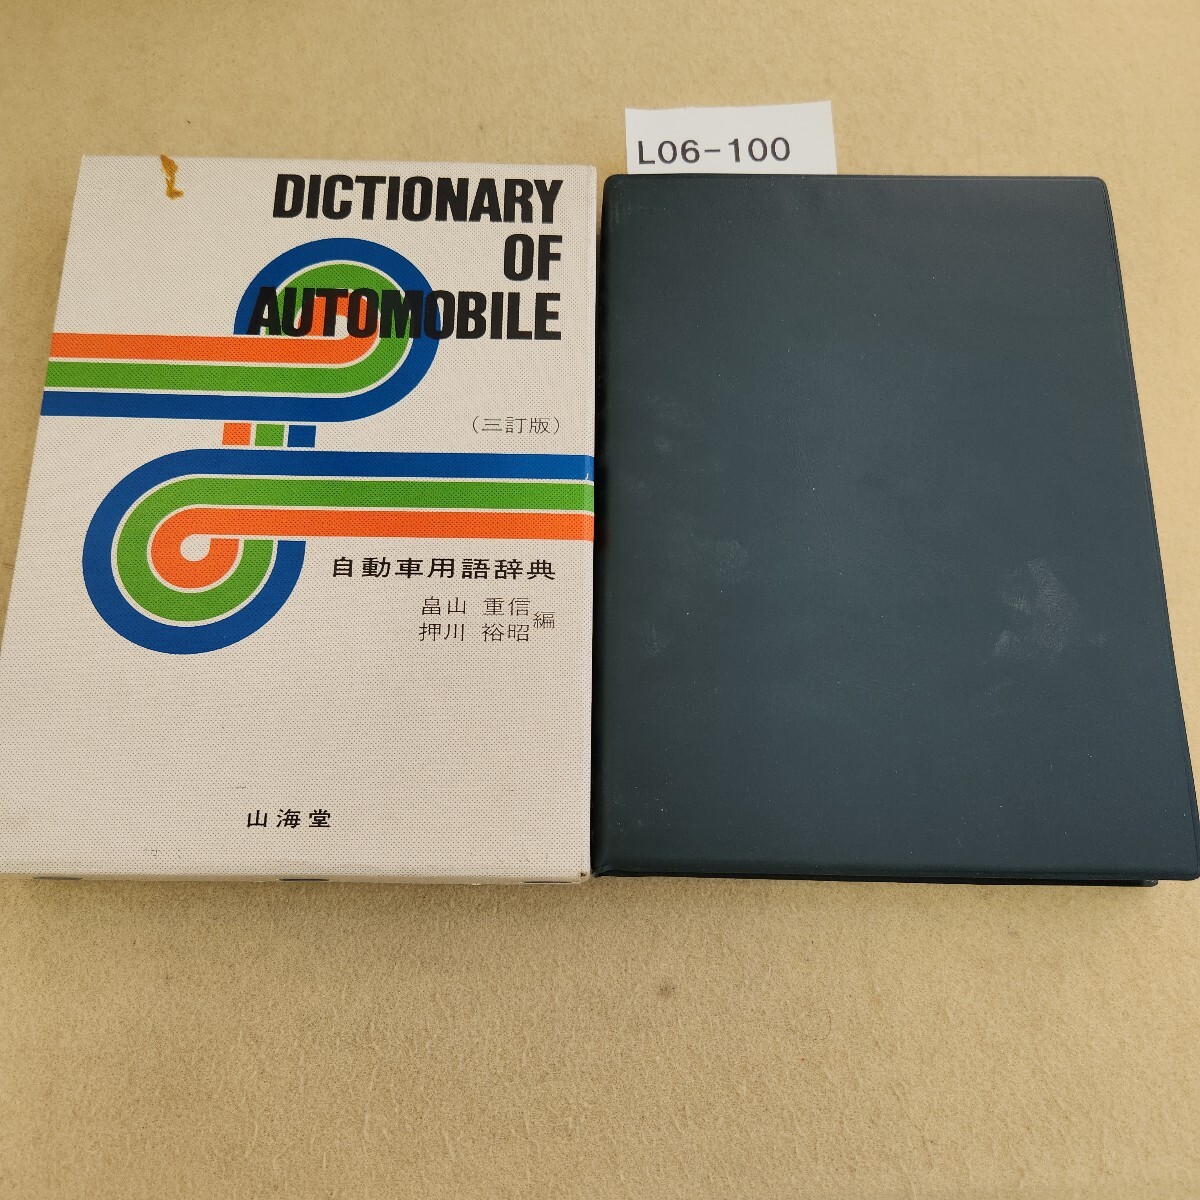 L06-100
DICTIONARY
OF
AUTOMOBILE
(三訂版)
自動車用語辞典
畠山 重信
押川 裕昭
編
山海堂